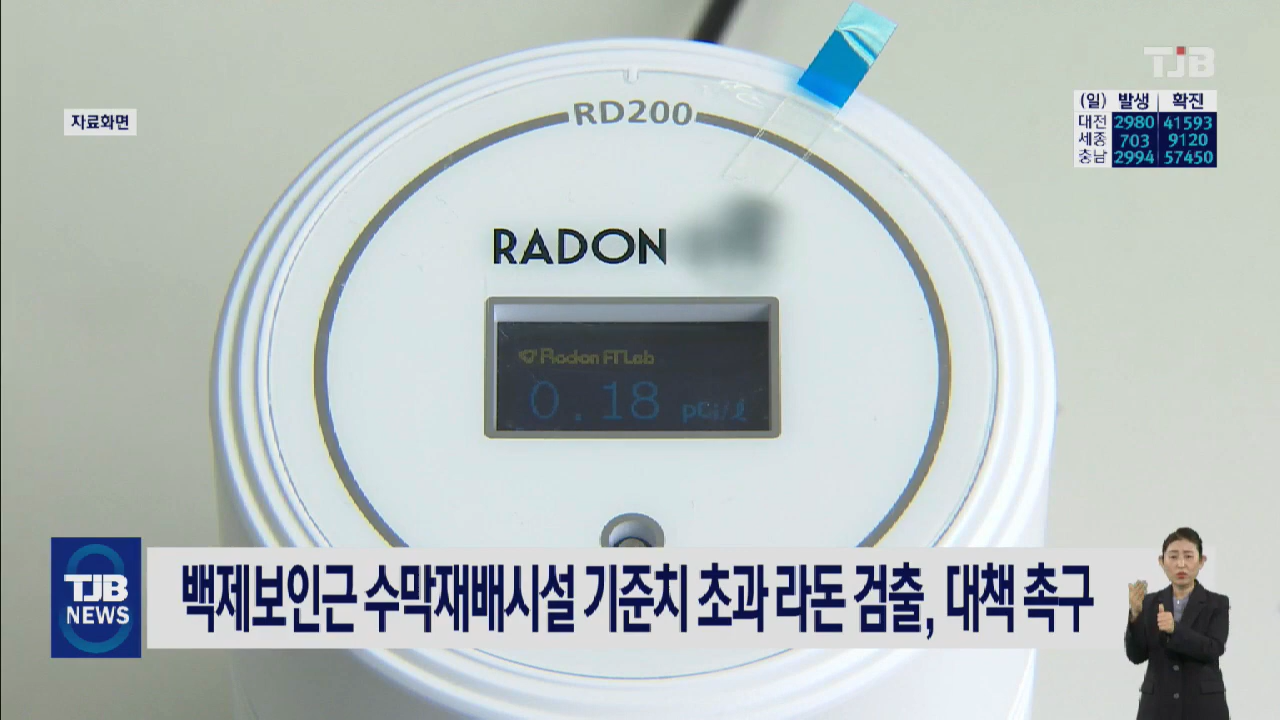 TJB
자료화면
(일) 발생 확진
대전 2980 41593
세종 703 9120
충남 2994 57450
RD200
RADON
Radon FTLab
0.18 pCi/ℓ
TJB 8
NEWS
백제보인근 수막재배시설 기준치 초과 라돈 검출, 대책 촉구